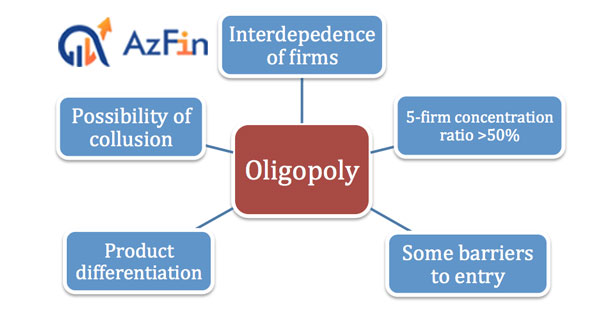 AzFin
Interdepedence
of firms
Possibility of
collusion
5-firm concentration
ratio >50%
Oligopoly
Product
differentiation
Some barriers
to entry